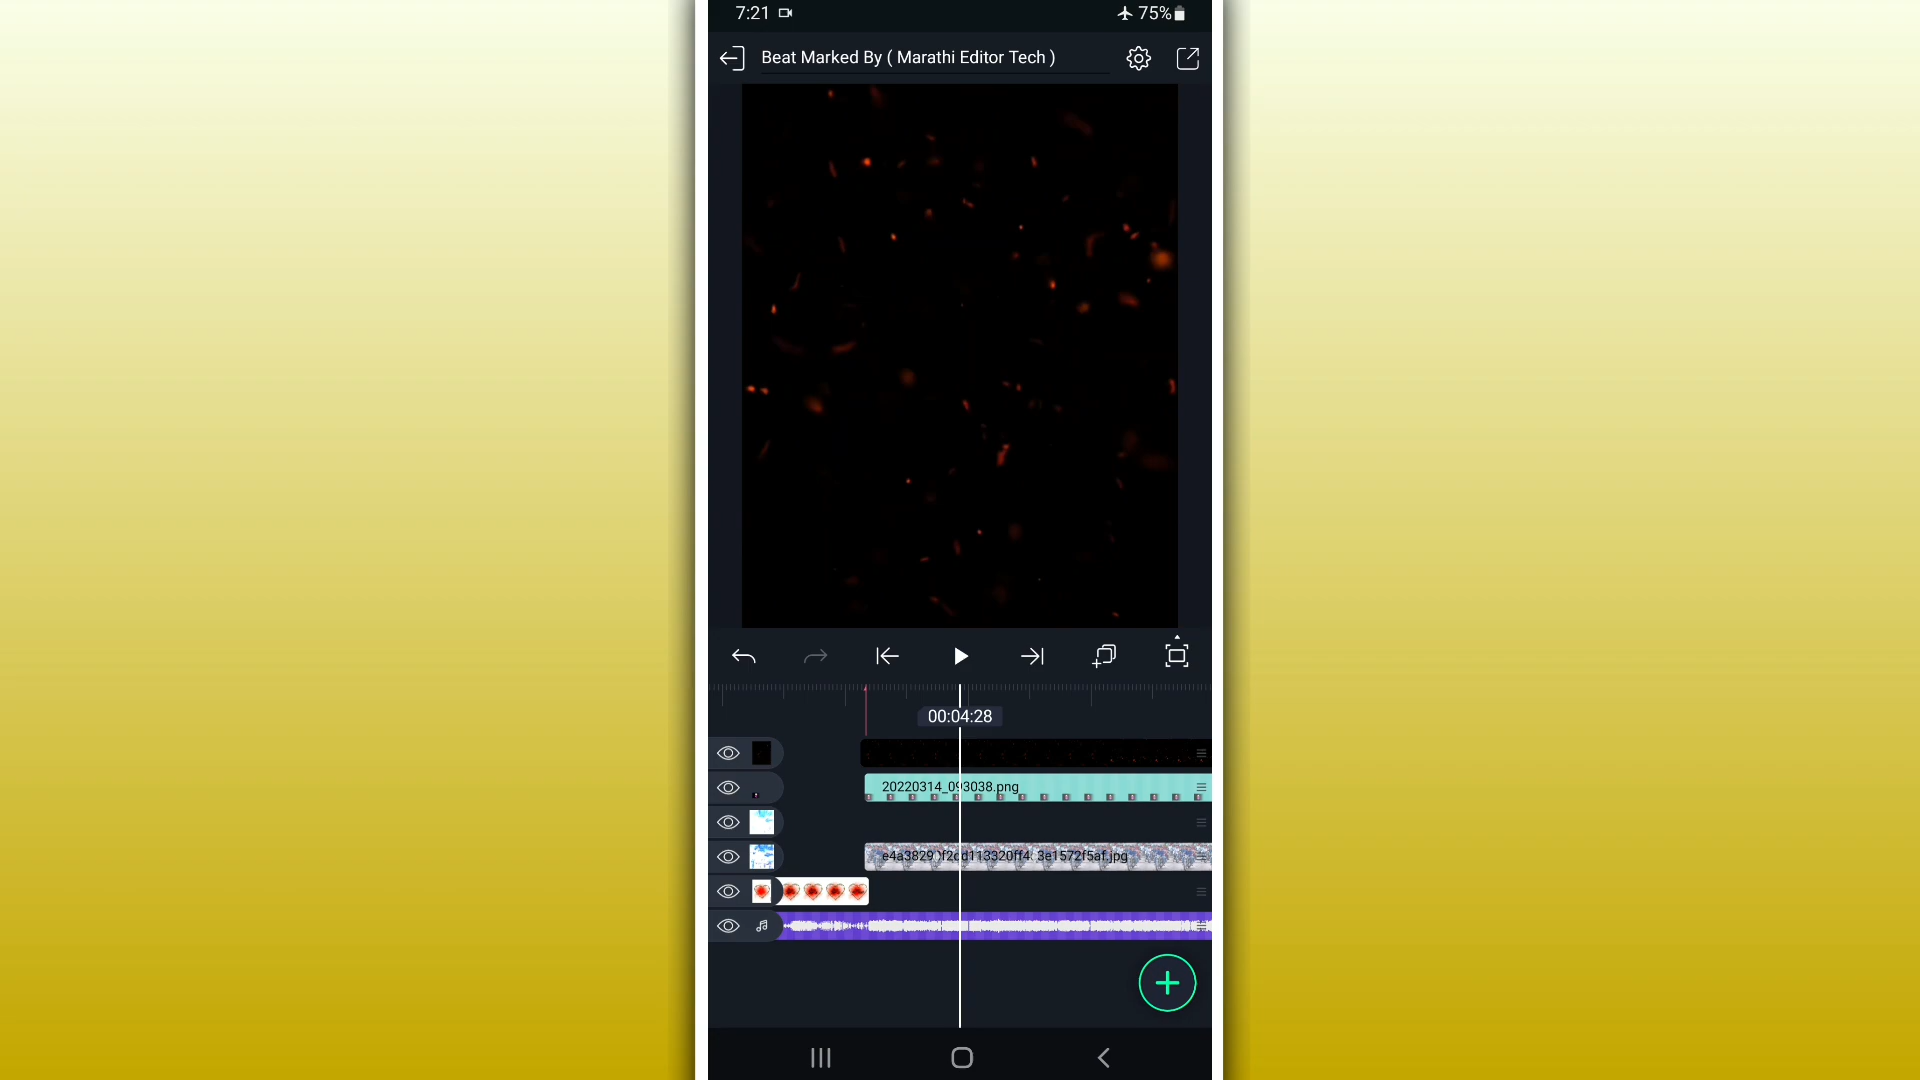 7:21
75%
Beat Marked By ( Marathi Editor Tech )
00:04:28
20220314_093038.png